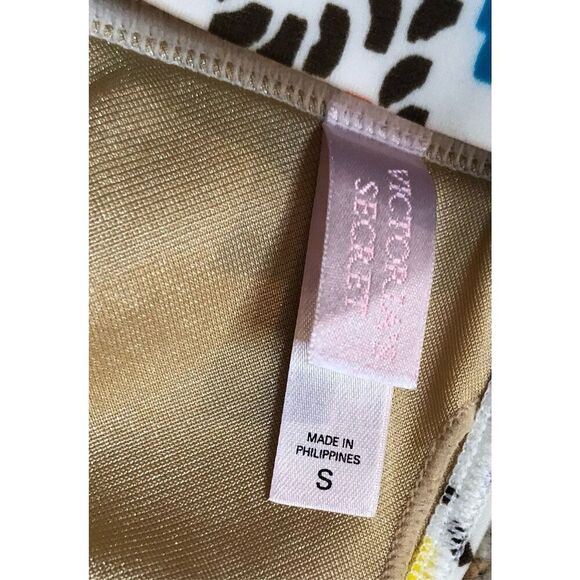 VICTORIA'S
SECRET
MADE IN
PHILIPPINES
S